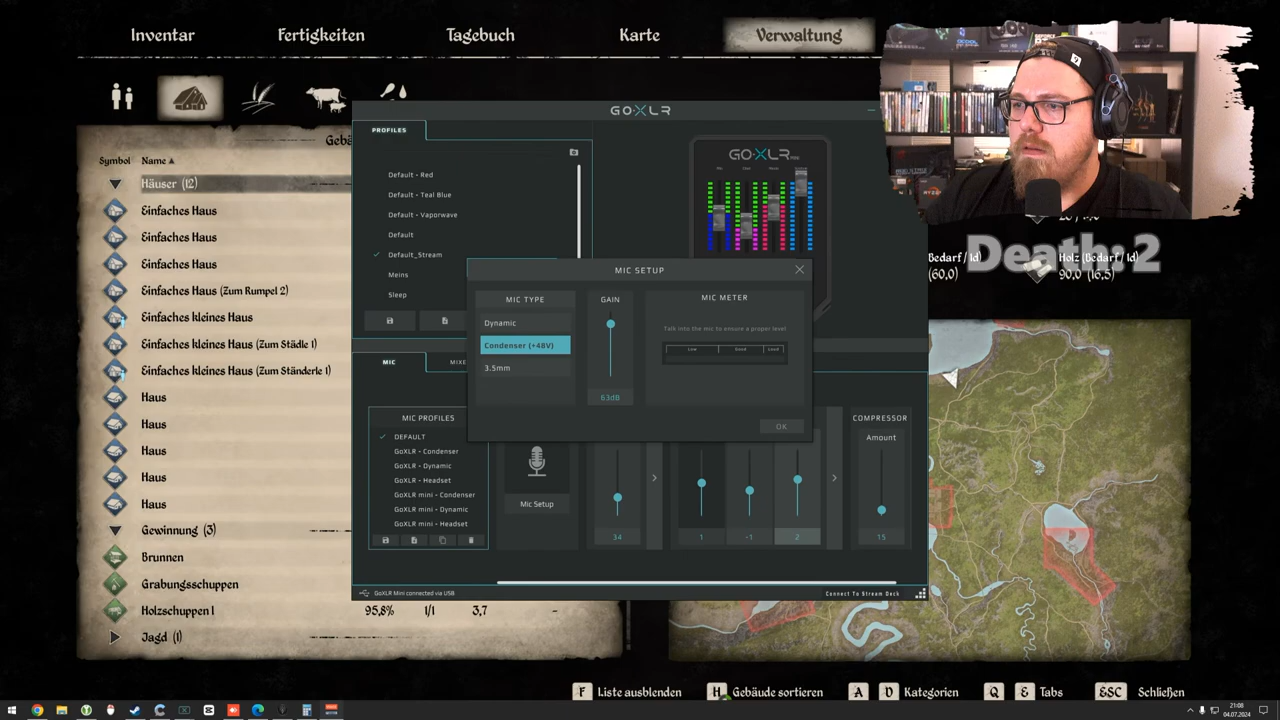 Inventar
Fertigkeiten
Tagebuch
Karte
Verwaltung
Symbol
Name
Häuser (12)
Einfaches Haus
Einfaches Haus
Einfaches Haus
Einfaches Haus (Zum Rumpel 2)
Einfaches kleines Haus
Einfaches kleines Haus (Zum Städle 1)
Einfaches kleines Haus (Zum Ständerle 1)
Haus
Haus
Haus
Haus
Haus
Gewinnung (3)
Brunnen
Grabungsschuppen
Holzschuppen I
95,8% 1/1 3,7 –
Jagd (1)
GOXLR
PROFILES
Default - Red
Default - Teal Blue
Default - Vaporwave
Default
Default_Stream
Meins
Sleep
GOXLR mini
MIC SETUP
MIC TYPE
Dynamic
Condenser (+48V)
3.5mm
GAIN
63dB
MIC METER
Talk into the mic to ensure a proper level
Low Good Loud
OK
MIC
MIC PROFILES
DEFAULT
GoXLR - Condenser
GoXLR - Dynamic
GoXLR - Headset
GoXLR mini - Condenser
GoXLR mini - Dynamic
GoXLR mini - Headset
Mic Setup
34
1 -1 2
COMPRESSOR
Amount
15
GoXLR Mini connected via USB
Connect To Stream Deck
Death: 2
Bedarf / Id)
(60,0)
Holz (Bedarf / Id)
90,0 (16,5)
F Liste ausblenden
H Gebäude sortieren
A D Kategorien
Q E Tabs
ESC Schließen
21:08
04.07.2024